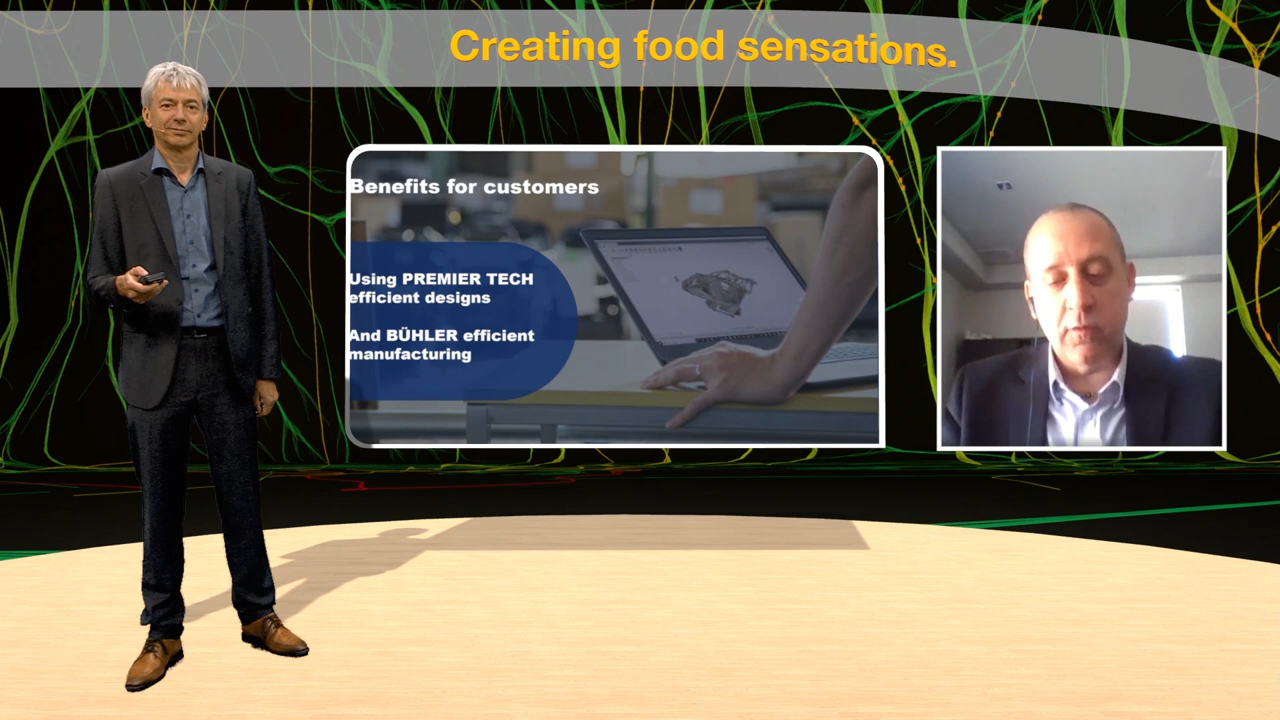 Creating food sensations.
Benefits for customers
Using PREMIER TECH
efficient designs
And BÜHLER efficient
manufacturing